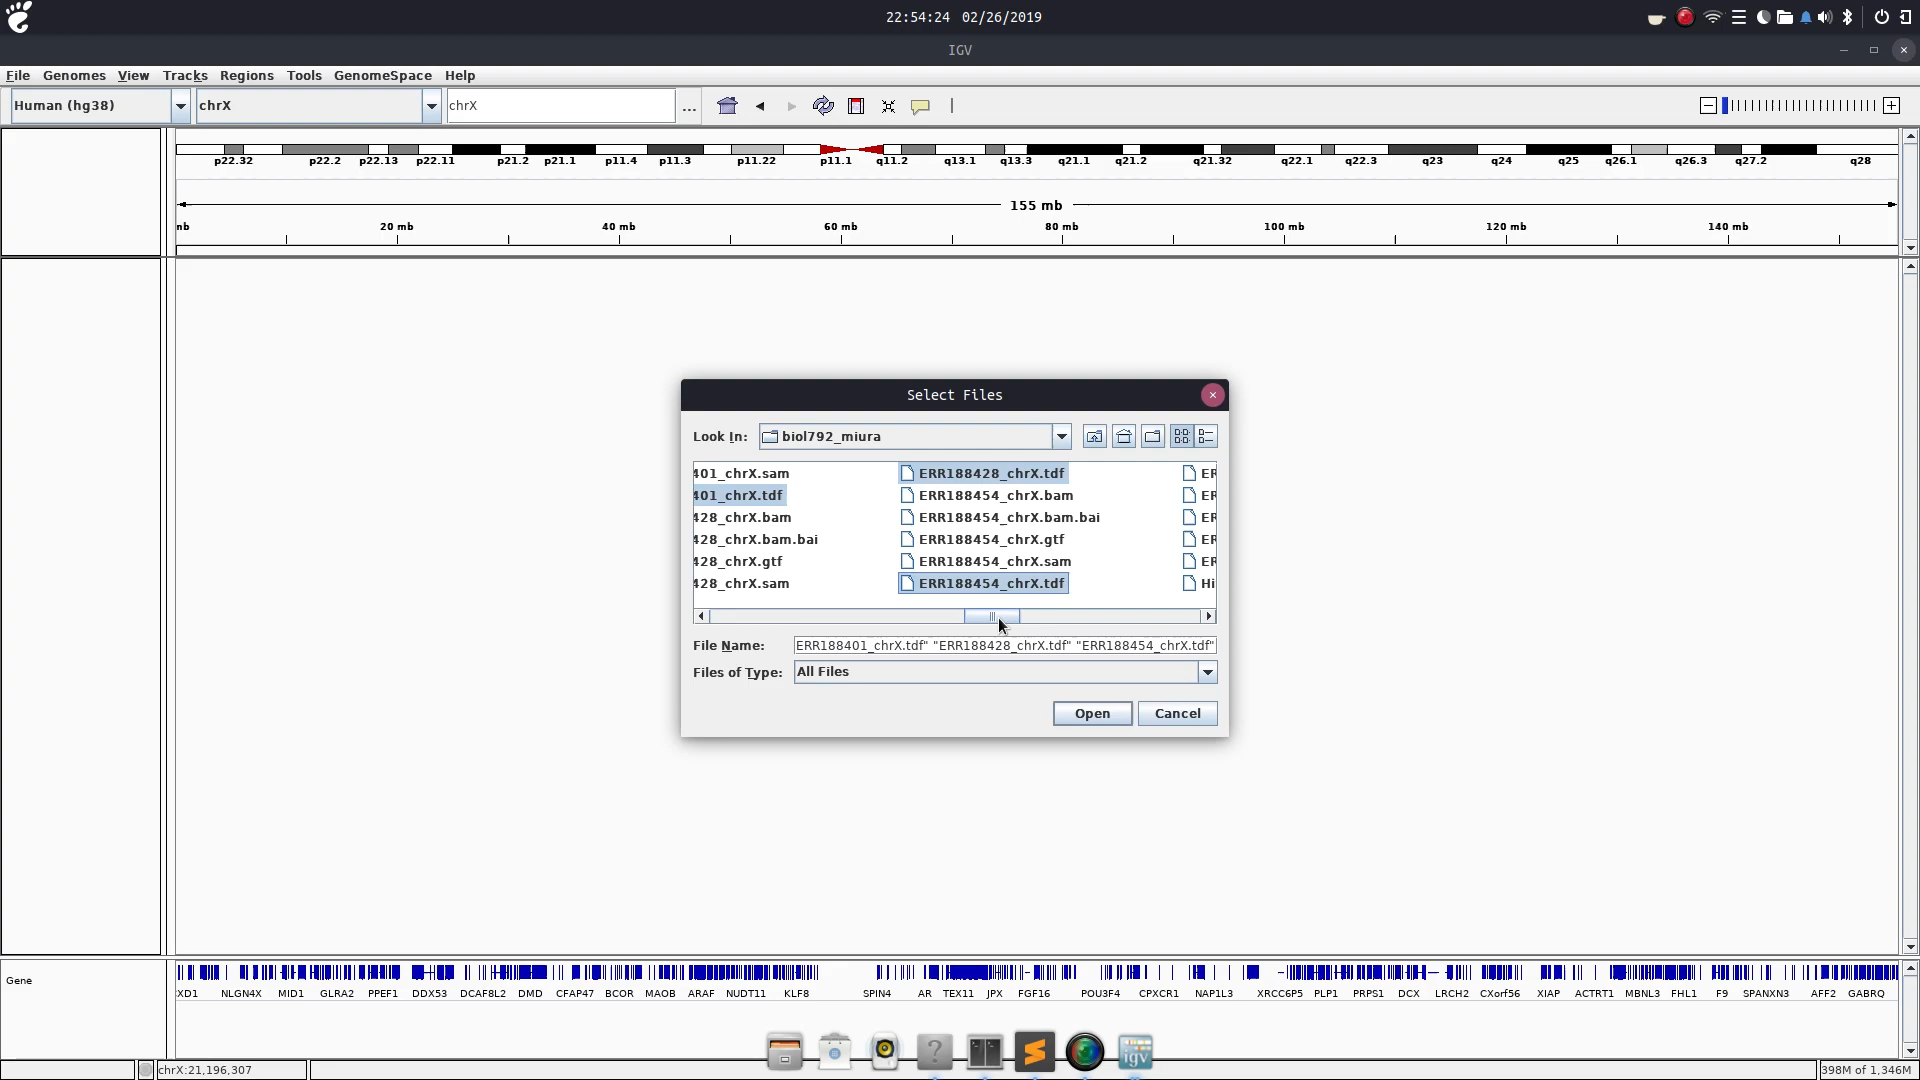 22:54:24 02/26/2019
IGV
File Genomes View Tracks Regions Tools GenomeSpace Help
Human (hg38) chrX chrX ...
p22.32 p22.2 p22.13 p22.11 p21.2 p21.1 p11.4 p11.3 p11.22 p11.1 q11.2 q13.1 q13.3 q21.1 q21.2 q21.32 q22.1 q22.3 q23 q24 q25 q26.1 q26.3 q27.2 q28
155 mb
nb 20 mb 40 mb 60 mb 80 mb 100 mb 120 mb 140 mb
Select Files
Look In: biol792_miura
401_chrX.sam ERR188428_chrX.tdf ER
401_chrX.tdf ERR188454_chrX.bam ER
428_chrX.bam ERR188454_chrX.bam.bai ER
428_chrX.bam.bai ERR188454_chrX.gtf ER
428_chrX.gtf ERR188454_chrX.sam ER
428_chrX.sam ERR188454_chrX.tdf Hi
File Name: ERR188401_chrX.tdf" "ERR188428_chrX.tdf" "ERR188454_chrX.tdf"
Files of Type: All Files
Open Cancel
Gene
XD1 NLGN4X MID1 GLRA2 PPEF1 DDX53 DCAF8L2 DMD CFAP47 BCOR MAOB ARAF NUDT11 KLF8 SPIN4 AR TEX11 JPX FGF16 POU3F4 CPXCR1 NAP1L3 XRCC6P5 PLP1 PRPS1 DCX LRCH2 CXorf56 XIAP ACTRT1 MBNL3 FHL1 F9 SPANXN3 AFF2 GABRQ
igv
chrX:21,196,307 398M of 1,346M